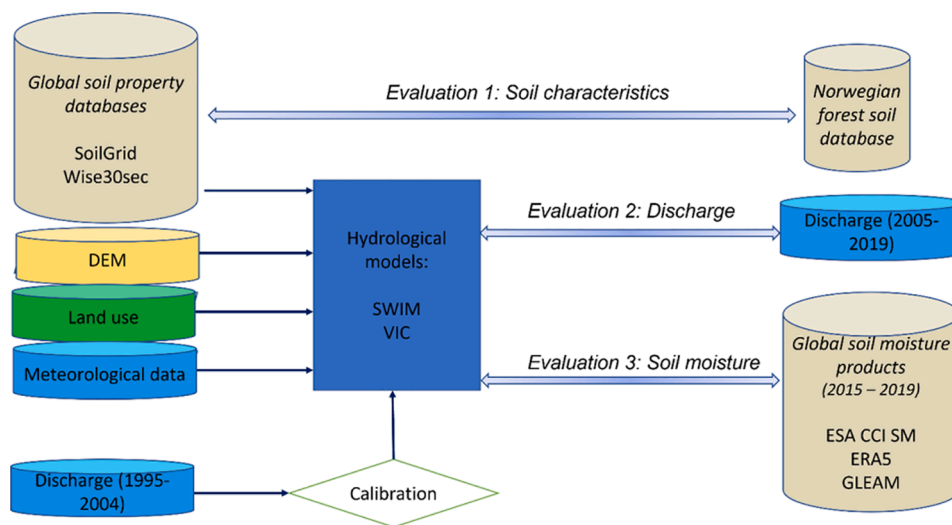 Global soil property
databases
SoilGrid
Wise30sec
Evaluation 1: Soil characteristics
Norwegian
forest soil
database
DEM
Land use
Meteorological data
Hydrological
models:
SWIM
VIC
Evaluation 2: Discharge
Discharge (2005-
2019)
Evaluation 3: Soil moisture
Global soil moisture
products
(2015 – 2019)
ESA CCI SM
ERA5
GLEAM
Discharge (1995-
2004)
Calibration